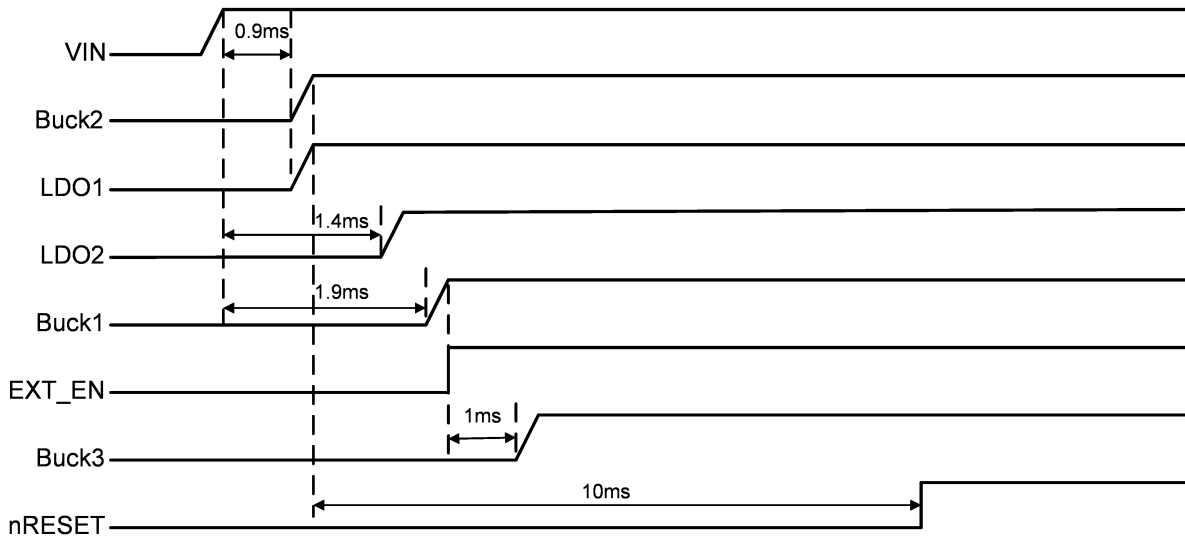 0.9ms
VIN
Buck2
LDO1
1.4ms
LDO2
1.9ms
Buck1
EXT_EN
1ms
Buck3
10ms
nRESET